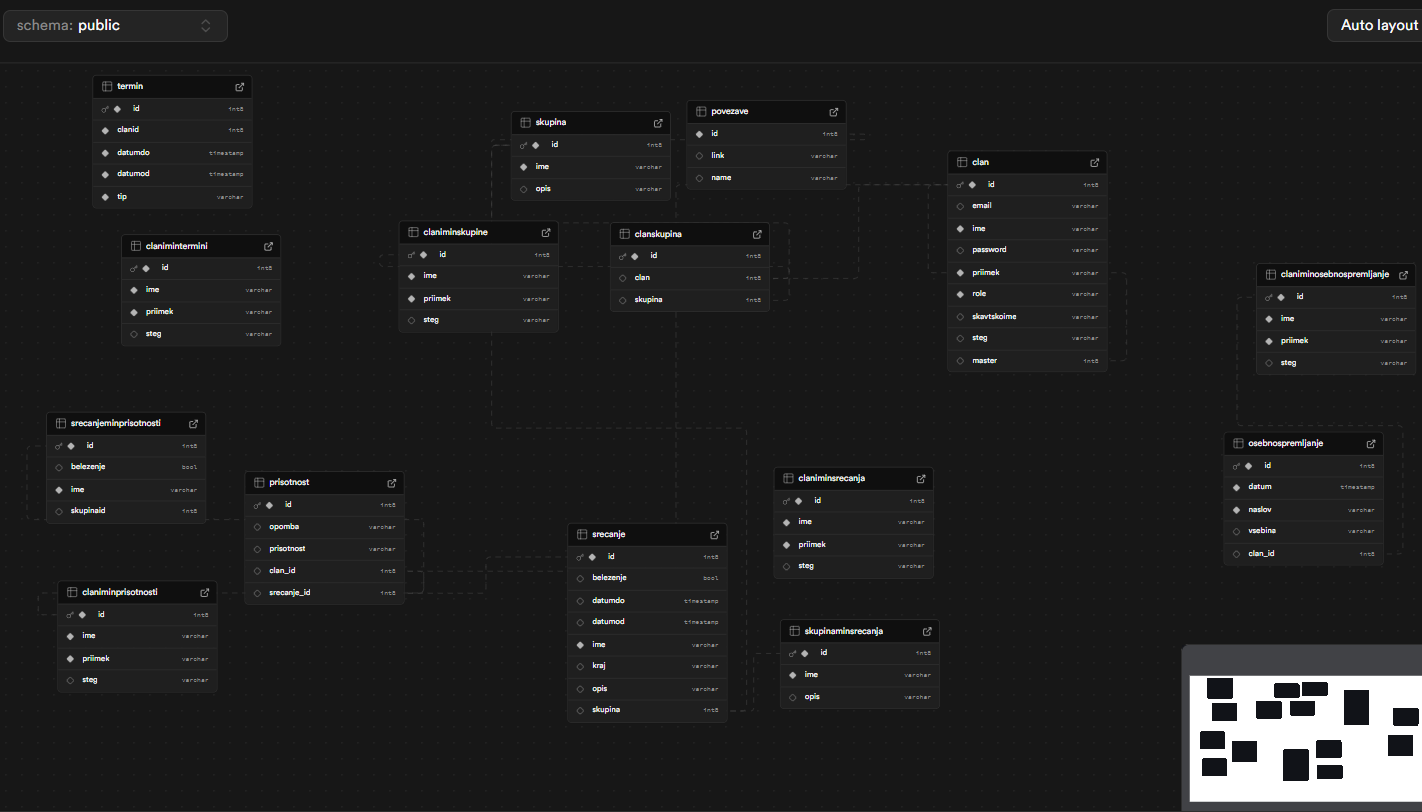 schema: public
Auto layout
termin
id int8
clanid int8
datumdo timestamp
datumod timestamp
tip varchar
skupina
id int8
ime varchar
opis varchar
povezave
id int8
link varchar
name varchar
clan
id int8
email varchar
ime varchar
password varchar
priimek varchar
role varchar
skavtskoime varchar
steg varchar
master int8
clanimintermini
id int8
ime varchar
priimek varchar
steg varchar
claniminskupine
id int8
ime varchar
priimek varchar
steg varchar
clanskupina
id int8
clan int8
skupina int8
claniminosebnospremljanje
id int8
ime varchar
priimek varchar
steg varchar
srecanjeminprisotnosti
id int8
belezenje bool
ime varchar
skupinaid int8
prisotnost
id int8
opomba varchar
prisotnost varchar
clan_id int8
srecanje_id int8
claniminsrecanja
id int8
ime varchar
priimek varchar
steg varchar
osebnospremljanje
id int8
datum timestamp
naslov varchar
vsebina varchar
clan_id int8
claniminprisotnosti
id int8
ime varchar
priimek varchar
steg varchar
srecanje
id int8
belezenje bool
datumdo timestamp
datumod timestamp
ime varchar
kraj varchar
opis varchar
skupina int8
skupinaminsrecanja
id int8
ime varchar
opis varchar